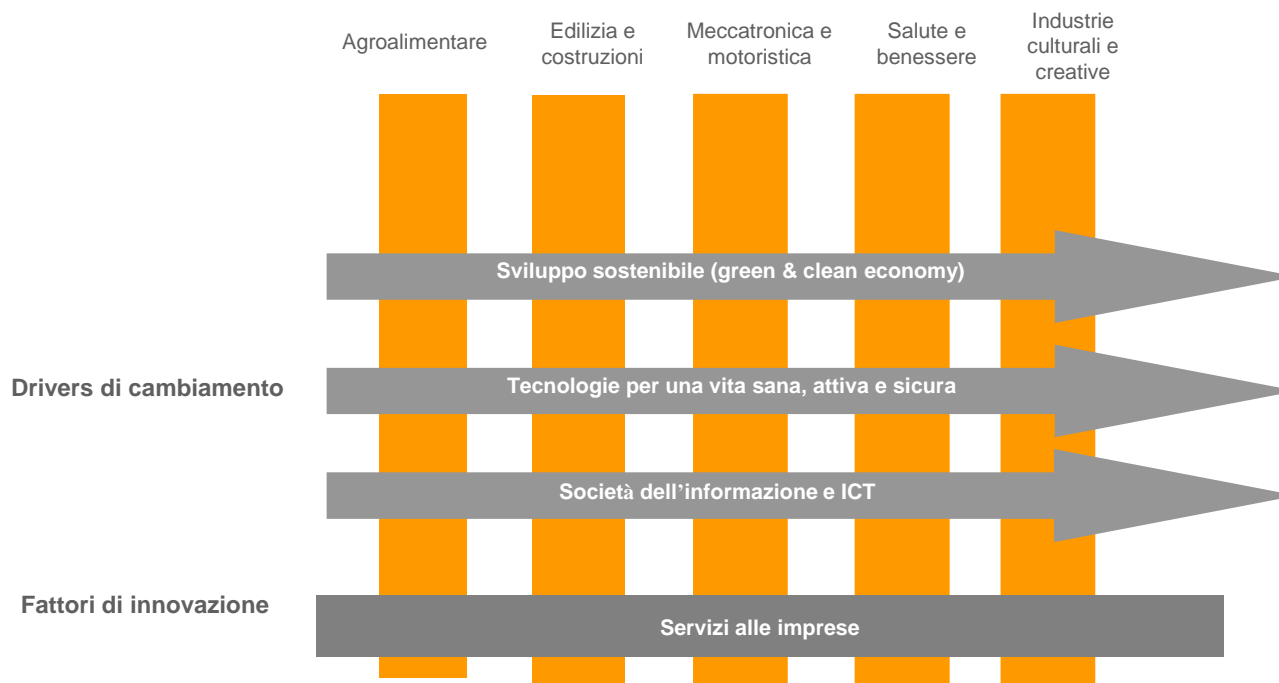 Agroalimentare
Edilizia e
costruzioni
Meccatronica e
motoristica
Salute e
benessere
Industrie
culturali e
creative
Sviluppo sostenibile (green & clean economy)
Drivers di cambiamento
Tecnologie per una vita sana, attiva e sicura
Società dell’informazione e ICT
Fattori di innovazione
Servizi alle imprese